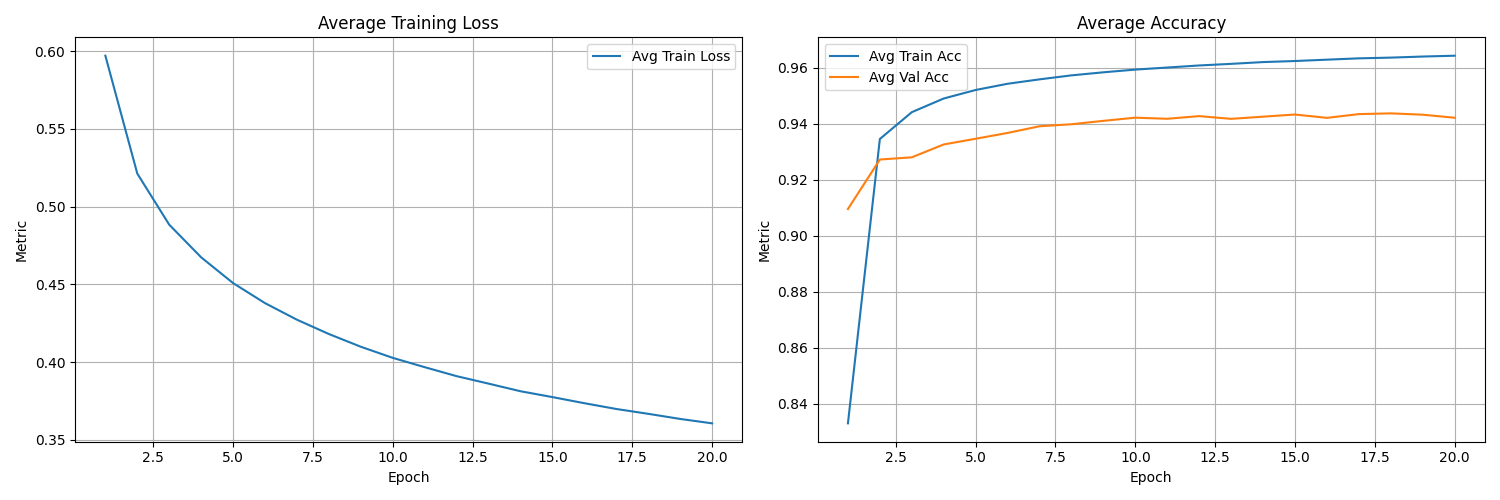 Average Training Loss
Avg Train Loss
0.60
0.55
0.50
0.45
0.40
0.35
Metric
2.5 5.0 7.5 10.0 12.5 15.0 17.5 20.0
Epoch
Average Accuracy
Avg Train Acc
Avg Val Acc
0.96
0.94
0.92
0.90
0.88
0.86
0.84
Metric
2.5 5.0 7.5 10.0 12.5 15.0 17.5 20.0
Epoch